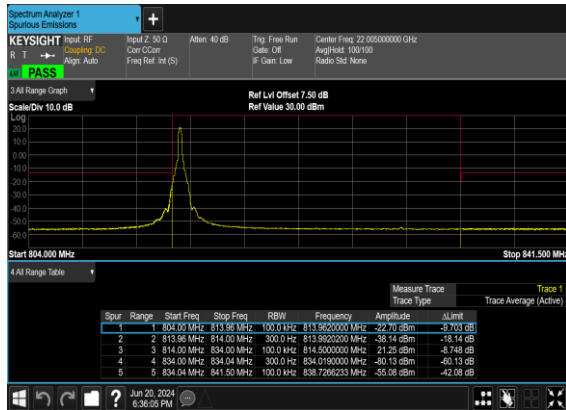 Spectrum Analyzer 1
Spurious Emissions
KEYSIGHT Input: RF Input Z: 50 Ω Atten: 40 dB Trig: Free Run Center Freq: 22.005000000 GHz
R T Coupling: DC Corr CCorr Gate: Off Avg|Hold: 100/100
Align: Auto Freq Ref: Int (S) IF Gain: Low Radio Std: None
PASS
3 All Range Graph
Ref Lvl Offset 7.50 dB
Scale/Div 10.0 dB Ref Value 30.00 dBm
Log
20.0
10.0
0.00
-10.0
-20.0
-30.0
-40.0
-50.0
-60.0
Start 804.000 MHz Stop 841.500 MHz
4 All Range Table
Measure Trace Trace 1
Trace Type Trace Average (Active)
Spur Range Start Freq Stop Freq RBW Frequency Amplitude ΔLimit
1 1 804.00 MHz 813.96 MHz 100.0 kHz 813.9620000 MHz -22.70 dBm -9.703 dB
2 2 813.96 MHz 814.00 MHz 300.0 Hz 813.9920200 MHz -38.14 dBm -18.14 dB
3 3 814.00 MHz 834.00 MHz 100.0 kHz 814.5000000 MHz 21.25 dBm -8.748 dB
4 4 834.00 MHz 834.04 MHz 300.0 Hz 834.0190000 MHz -80.13 dBm -60.13 dB
5 5 834.04 MHz 841.50 MHz 100.0 kHz 838.7266233 MHz -55.08 dBm -42.08 dB
Jun 20, 2024
6:36:05 PM